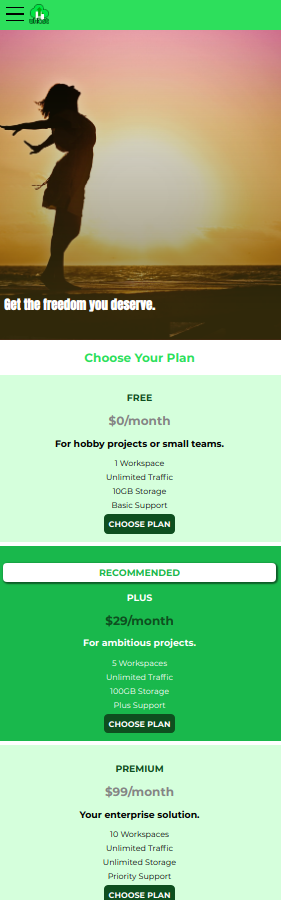 Get the freedom you deserve.
Choose Your Plan
FREE
$0/month
For hobby projects or small teams.
1 Workspace
Unlimited Traffic
10GB Storage
Basic Support
CHOOSE PLAN
RECOMMENDED
PLUS
$29/month
For ambitious projects.
5 Workspaces
Unlimited Traffic
100GB Storage
Plus Support
CHOOSE PLAN
PREMIUM
$99/month
Your enterprise solution.
10 Workspaces
Unlimited Traffic
Unlimited Storage
Priority Support
CHOOSE PLAN